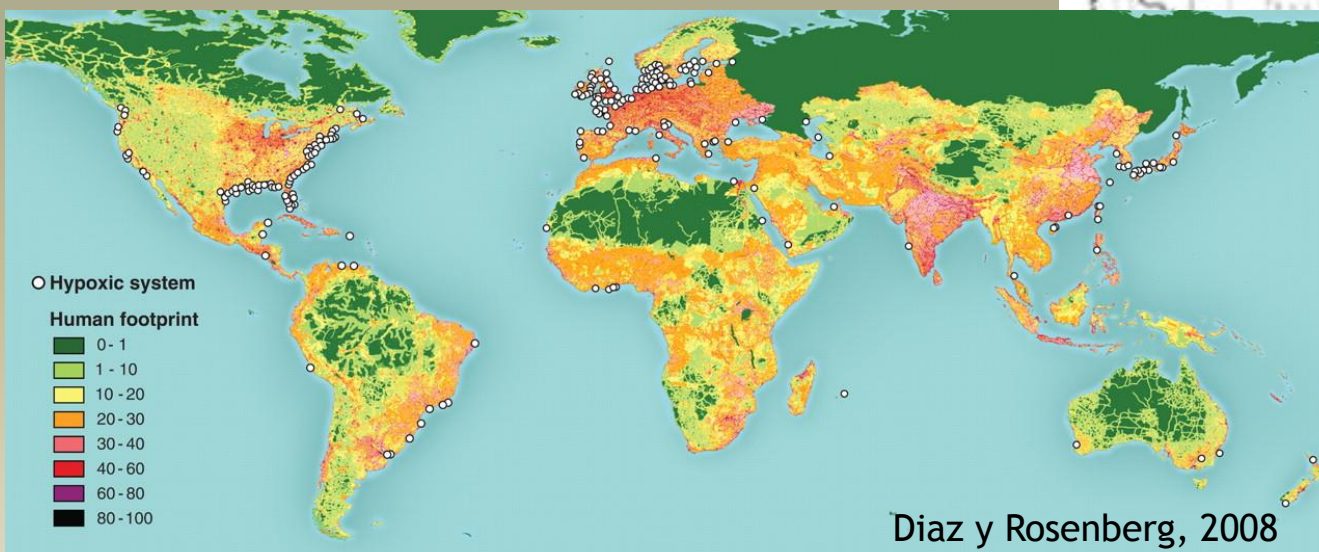 Hypoxic system
Human footprint
0 - 1
1 - 10
10 - 20
20 - 30
30 - 40
40 - 60
60 - 80
80 - 100
Diaz y Rosenberg, 2008